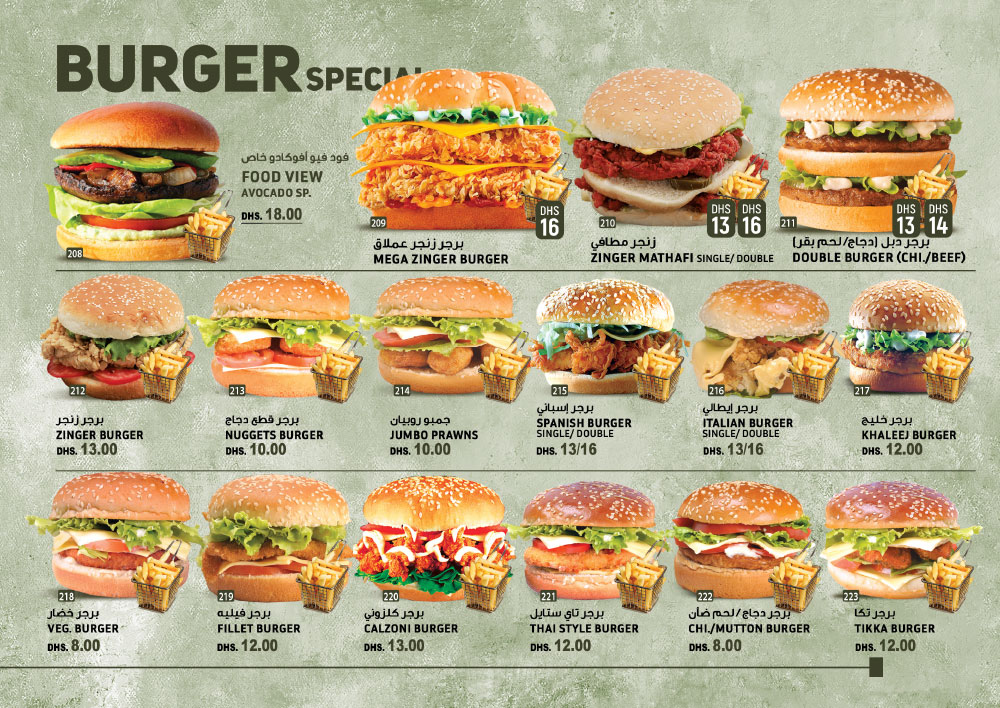 BURGER SPECIAL
فود فيو أفوكادو خاص
FOOD VIEW
AVOCADO SP.
DHS. 18.00
208
209
DHS
16
برجر زنجر عملاق
MEGA ZINGER BURGER
210
DHS
13
DHS
16
زنجر مطافي
ZINGER MATHAFI SINGLE/ DOUBLE
211
DHS
13
DHS
14
برجر دبل (دجاج/لحم بقر)
DOUBLE BURGER (CHI./BEEF)
212
برجر زنجر
ZINGER BURGER
DHS. 13.00
213
برجر قطع دجاج
NUGGETS BURGER
DHS. 10.00
214
جمبو روبيان
JUMBO PRAWNS
DHS. 10.00
215
برجر إسباني
SPANISH BURGER
SINGLE/ DOUBLE
DHS. 13/16
216
برجر إيطالي
ITALIAN BURGER
SINGLE/ DOUBLE
DHS. 13/16
217
برجر خليج
KHALEEJ BURGER
DHS. 12.00
218
برجر خضار
VEG. BURGER
DHS. 8.00
219
برجر فيليه
FILLET BURGER
DHS. 12.00
220
برجر كلزوني
CALZONI BURGER
DHS. 13.00
221
برجر تاي ستايل
THAI STYLE BURGER
DHS. 12.00
222
برجر دجاج/لحم ضأن
CHI./MUTTON BURGER
DHS. 8.00
223
برجر تكا
TIKKA BURGER
DHS. 12.00